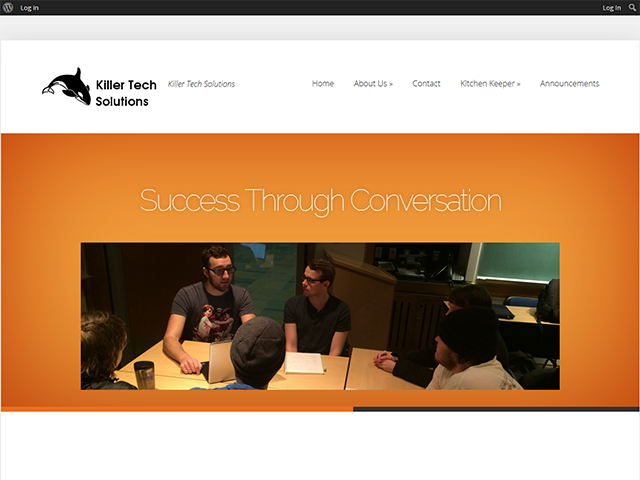 Log in
Log In
Killer Tech
Solutions
Killer Tech Solutions
Home About Us » Contact Kitchen Keeper » Announcements
Success Through Conversation